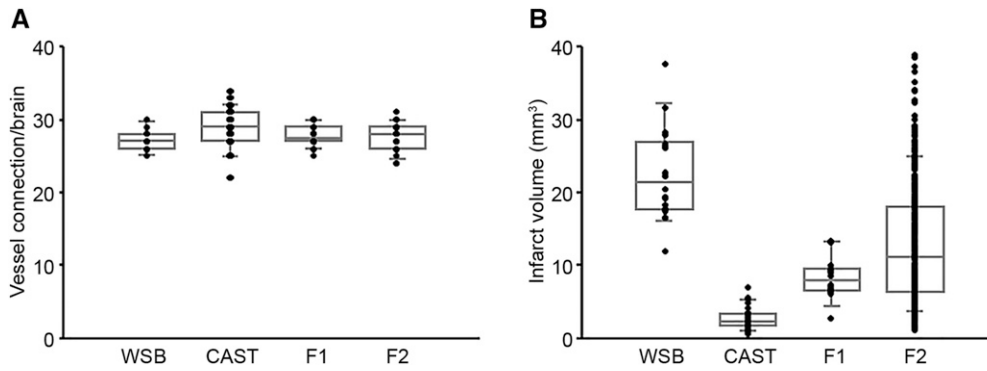 A
Vessel connection/brain
40
30
20
10
0
WSB CAST F1 F2
B
Infarct volume (mm³)
40
30
20
10
0
WSB CAST F1 F2